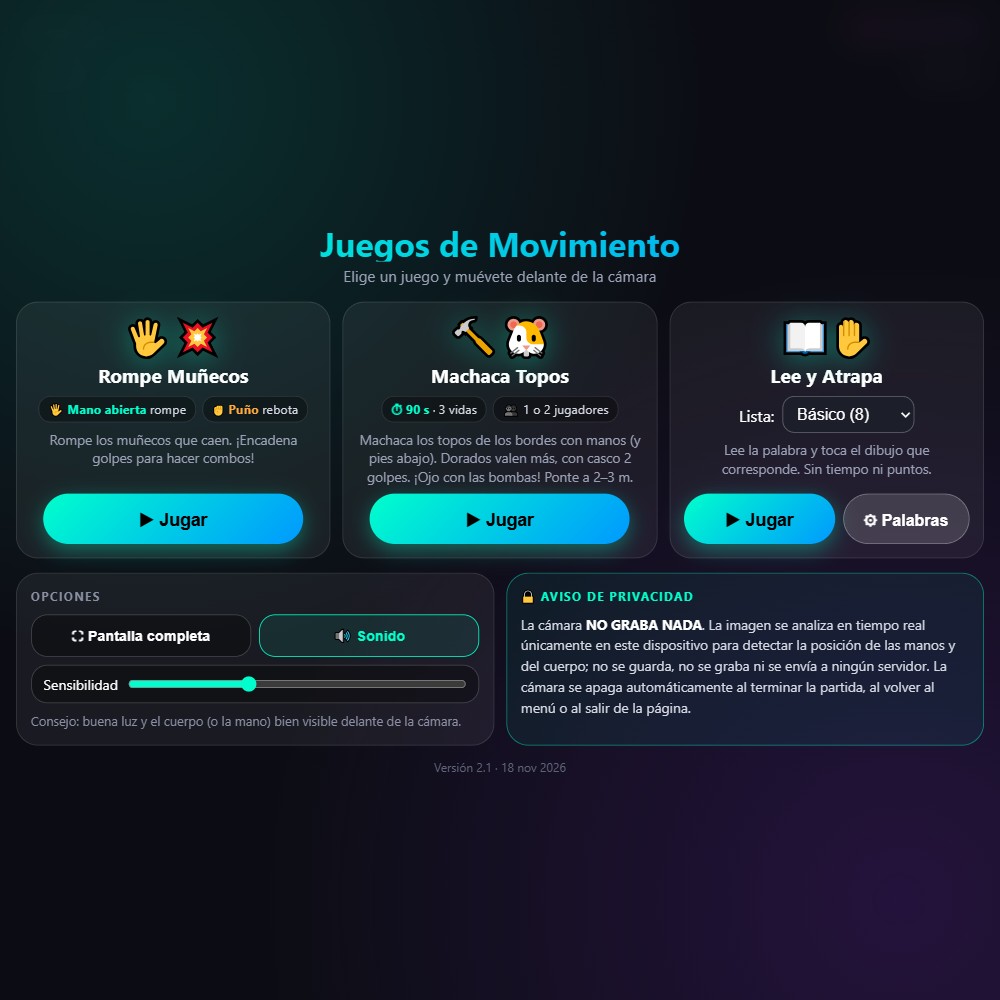 Juegos de Movimiento
Elige un juego y muévete delante de la cámara
Rompe Muñecos
Mano abierta rompe
Puño rebota
Rompe los muñecos que caen. ¡Encadena
golpes para hacer combos!
▶ Jugar
Machaca Topos
90 s · 3 vidas
1 o 2 jugadores
Machaca los topos de los bordes con manos (y
pies abajo). Dorados valen más, con casco 2
golpes. ¡Ojo con las bombas! Ponte a 2–3 m.
▶ Jugar
Lee y Atrapa
Lista: Básico (8)
Lee la palabra y toca el dibujo que
corresponde. Sin tiempo ni puntos.
▶ Jugar
Palabras
OPCIONES
Pantalla completa
Sonido
Sensibilidad
Consejo: buena luz y el cuerpo (o la mano) bien visible delante de la cámara.
AVISO DE PRIVACIDAD
La cámara NO GRABA NADA. La imagen se analiza en tiempo real
únicamente en este dispositivo para detectar la posición de las manos y
del cuerpo; no se guarda, no se graba ni se envía a ningún servidor. La
cámara se apaga automáticamente al terminar la partida, al volver al
menú o al salir de la página.
Versión 2.1 · 18 nov 2026